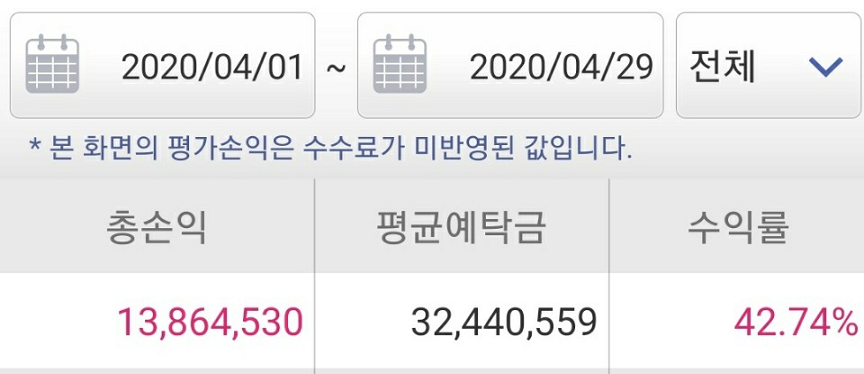 2020/04/01 ~ 2020/04/29 전체
* 본 화면의 평가손익은 수수료가 미반영된 값입니다.
총손익 평균예탁금 수익률
13,864,530 32,440,559 42.74%